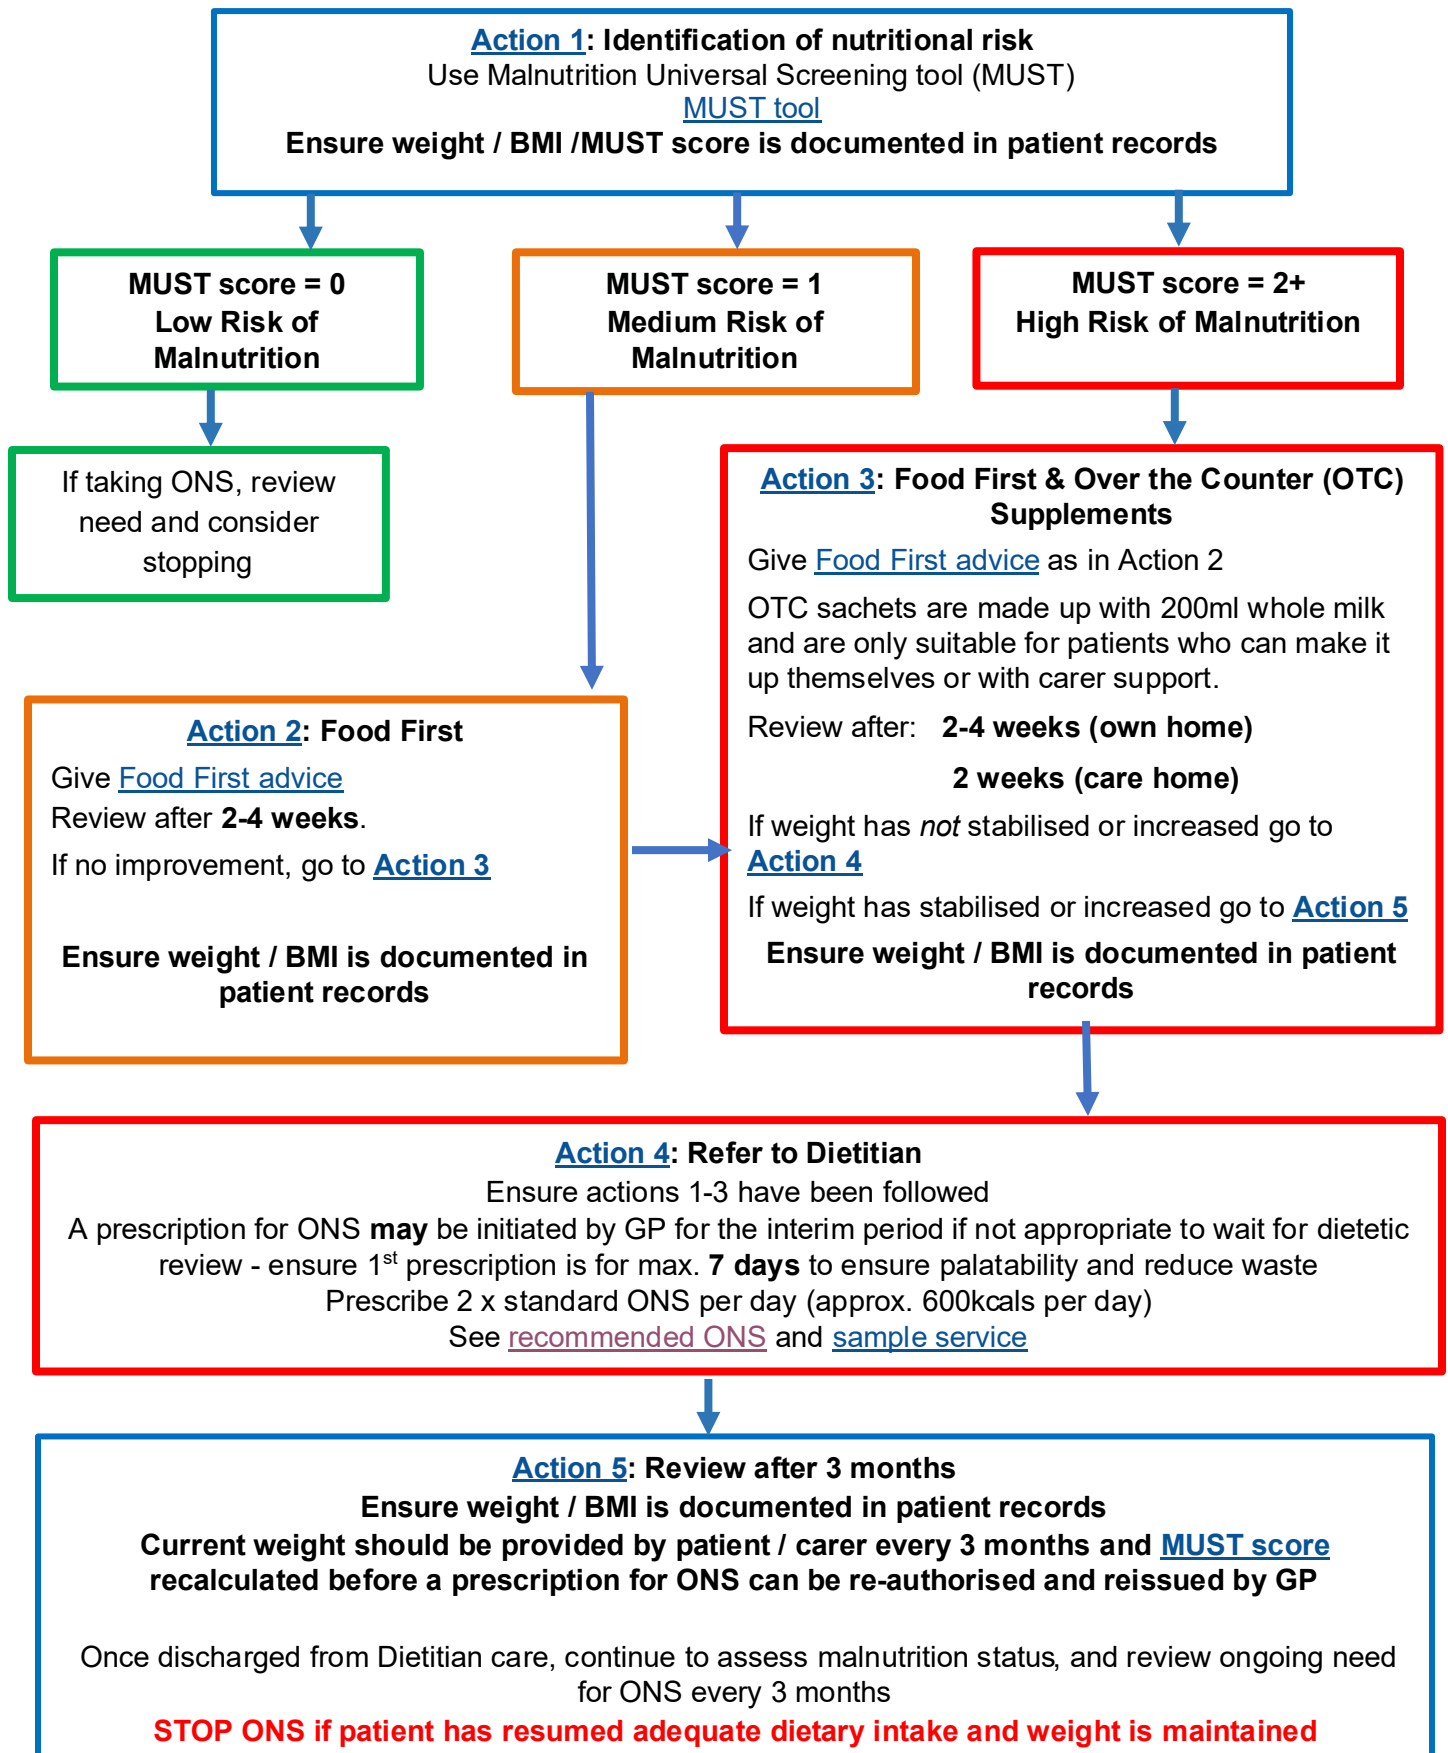 Action 1: Identification of nutritional risk
Use Malnutrition Universal Screening tool (MUST)
MUST tool
Ensure weight / BMI /MUST score is documented in patient records
MUST score = 0
Low Risk of
Malnutrition
MUST score = 1
Medium Risk of
Malnutrition
MUST score = 2+
High Risk of Malnutrition
If taking ONS, review
need and consider
stopping
Action 2: Food First
Give Food First advice
Review after 2-4 weeks.
If no improvement, go to Action 3
Ensure weight / BMI is documented in
patient records
Action 3: Food First & Over the Counter (OTC)
Supplements
Give Food First advice as in Action 2
OTC sachets are made up with 200ml whole milk
and are only suitable for patients who can make it
up themselves or with carer support.
Review after: 2-4 weeks (own home)
2 weeks (care home)
If weight has not stabilised or increased go to
Action 4
If weight has stabilised or increased go to Action 5
Ensure weight / BMI is documented in patient
records
Action 4: Refer to Dietitian
Ensure actions 1-3 have been followed
A prescription for ONS may be initiated by GP for the interim period if not appropriate to wait for dietetic
review - ensure 1st prescription is for max. 7 days to ensure palatability and reduce waste
Prescribe 2 x standard ONS per day (approx. 600kcals per day)
See recommended ONS and sample service
Action 5: Review after 3 months
Ensure weight / BMI is documented in patient records
Current weight should be provided by patient / carer every 3 months and MUST score
recalculated before a prescription for ONS can be re-authorised and reissued by GP
Once discharged from Dietitian care, continue to assess malnutrition status, and review ongoing need
for ONS every 3 months
STOP ONS if patient has resumed adequate dietary intake and weight is maintained